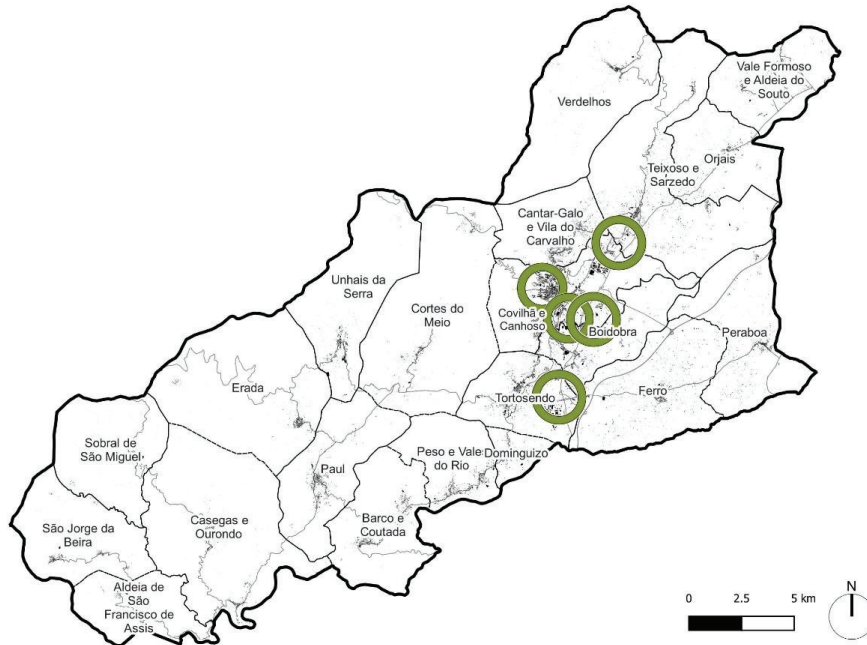 Vale Formoso
e Aldeia do
Souto
Verdelhos
Orjais
Teixoso e
Sarzedo
Cantar-Galo
e Vila do
Carvalho
Unhais da
Serra
Cortes do
Meio
Covilhã e
Canhoso
Boidobra
Peraboa
Erada
Tortosendo
Ferro
Sobral de
São Miguel
Paul
Peso e Vale
do Rio
Dominguizo
São Jorge da
Beira
Casegas e
Ourondo
Barco e
Coutada
Aldeia de
São
Francisco de
Assis
N
0 2.5 5 km